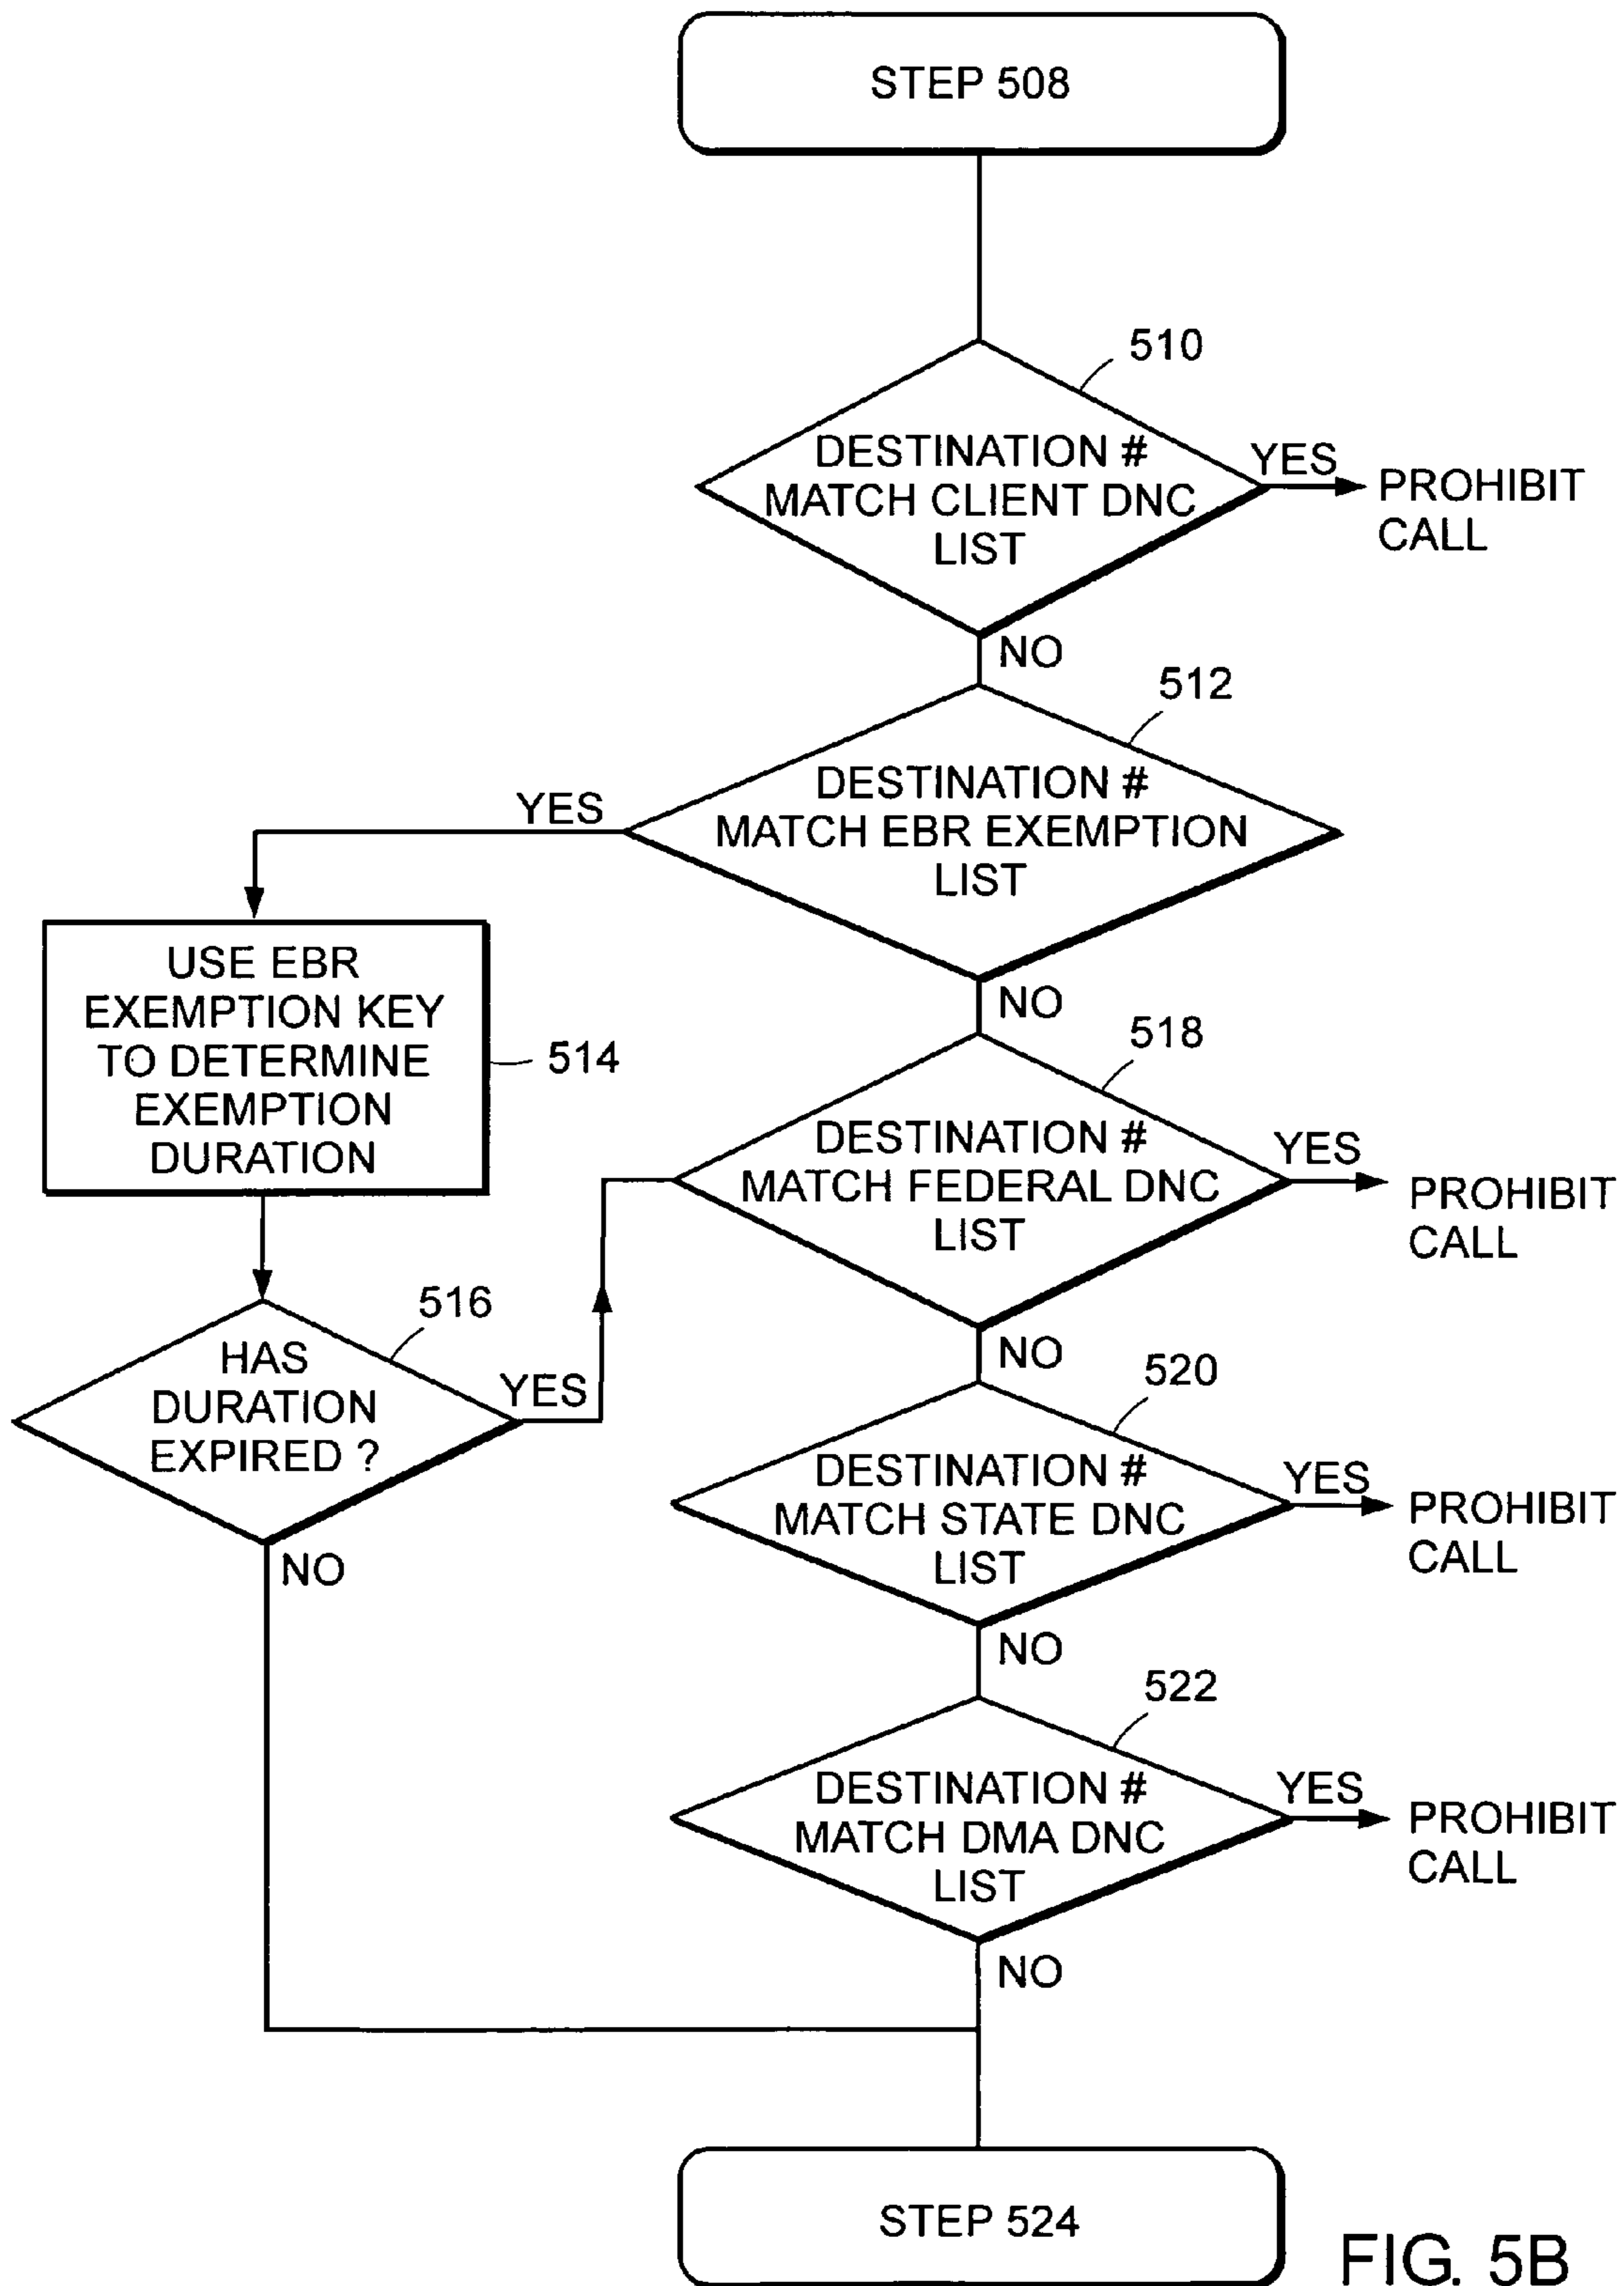 STEP 508
510
DESTINATION #
MATCH CLIENT DNC
LIST
YES
PROHIBIT
CALL
NO
512
DESTINATION #
MATCH EBR EXEMPTION
LIST
YES
NO
USE EBR
EXEMPTION KEY
TO DETERMINE
EXEMPTION
DURATION
514
518
DESTINATION #
MATCH FEDERAL DNC
LIST
YES
PROHIBIT
CALL
NO
516
HAS
DURATION
EXPIRED ?
YES
NO
520
DESTINATION #
MATCH STATE DNC
LIST
YES
PROHIBIT
CALL
NO
522
DESTINATION #
MATCH DMA DNC
LIST
YES
PROHIBIT
CALL
NO
STEP 524
FIG. 5B